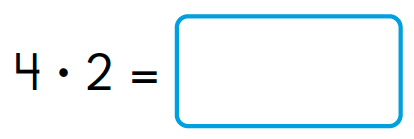 4 · 2 =